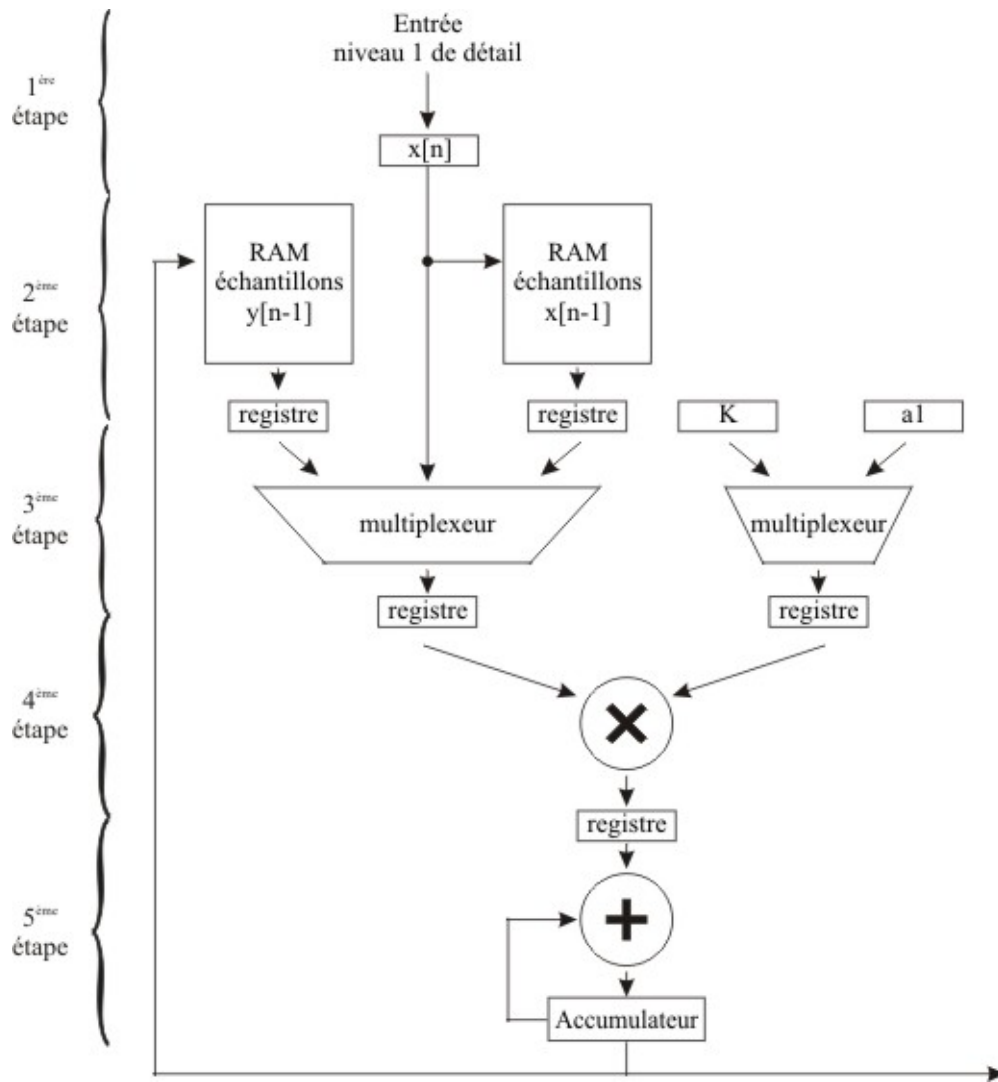 Entrée
niveau 1 de détail
1ère
étape
x[n]
RAM
échantillons
y[n-1]
RAM
échantillons
x[n-1]
2ème
étape
registre
registre
K
a1
3ème
étape
multiplexeur
multiplexeur
registre
registre
4ème
étape
×
registre
5ème
étape
+
Accumulateur